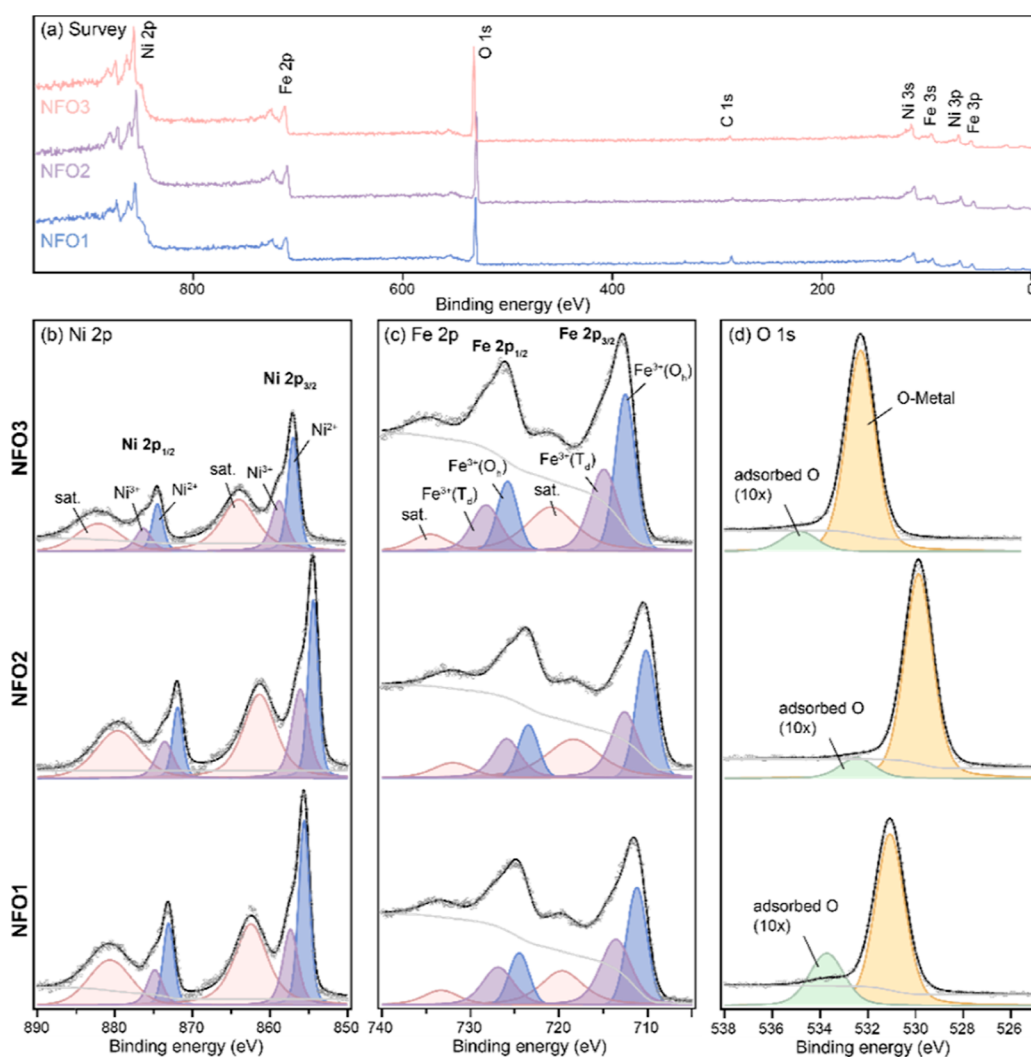 (a) Survey
Ni 2p
Fe 2p
O 1s
C 1s
Ni 3s
Fe 3s
Ni 3p
Fe 3p
NFO3
NFO2
NFO1
800
600
400
200
0
Binding energy (eV)
(b) Ni 2p
Ni 2p1/2
Ni 2p3/2
sat.
Ni³⁺
Ni²⁺
sat.
Ni³⁺
Ni²⁺
(c) Fe 2p
Fe 2p1/2
Fe 2p3/2
Fe³⁺(Oh)
Fe³⁺(Oh)
Fe³⁺(Td)
Fe³⁺(Td)
sat.
sat.
(d) O 1s
O-Metal
adsorbed O
(10x)
adsorbed O
(10x)
adsorbed O
(10x)
NFO3
NFO2
NFO1
890
880
870
860
850
Binding energy (eV)
740
730
720
710
Binding energy (eV)
538
536
534
532
530
528
526
Binding energy (eV)